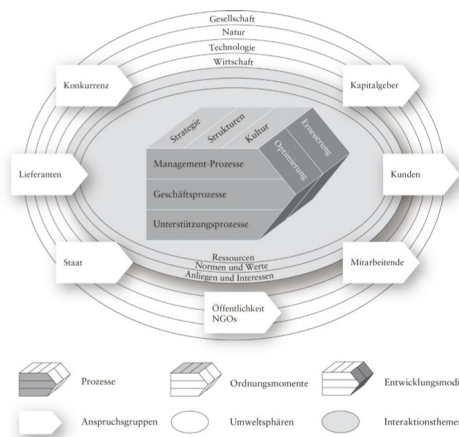 Gesellschaft
Natur
Technologie
Wirtschaft
Konkurrenz
Kapitalgeber
Strategie
Strukturen
Kultur
Erneuerung
Optimierung
Management-Prozesse
Lieferanten
Kunden
Geschäftsprozesse
Unterstützungsprozesse
Ressourcen
Normen und Werte
Anliegen und Interessen
Staat
Mitarbeitende
Öffentlichkeit
NGOs
Prozesse
Ordnungsmomente
Entwicklungsmodi
Anspruchsgruppen
Umweltsphären
Interaktionsthemen